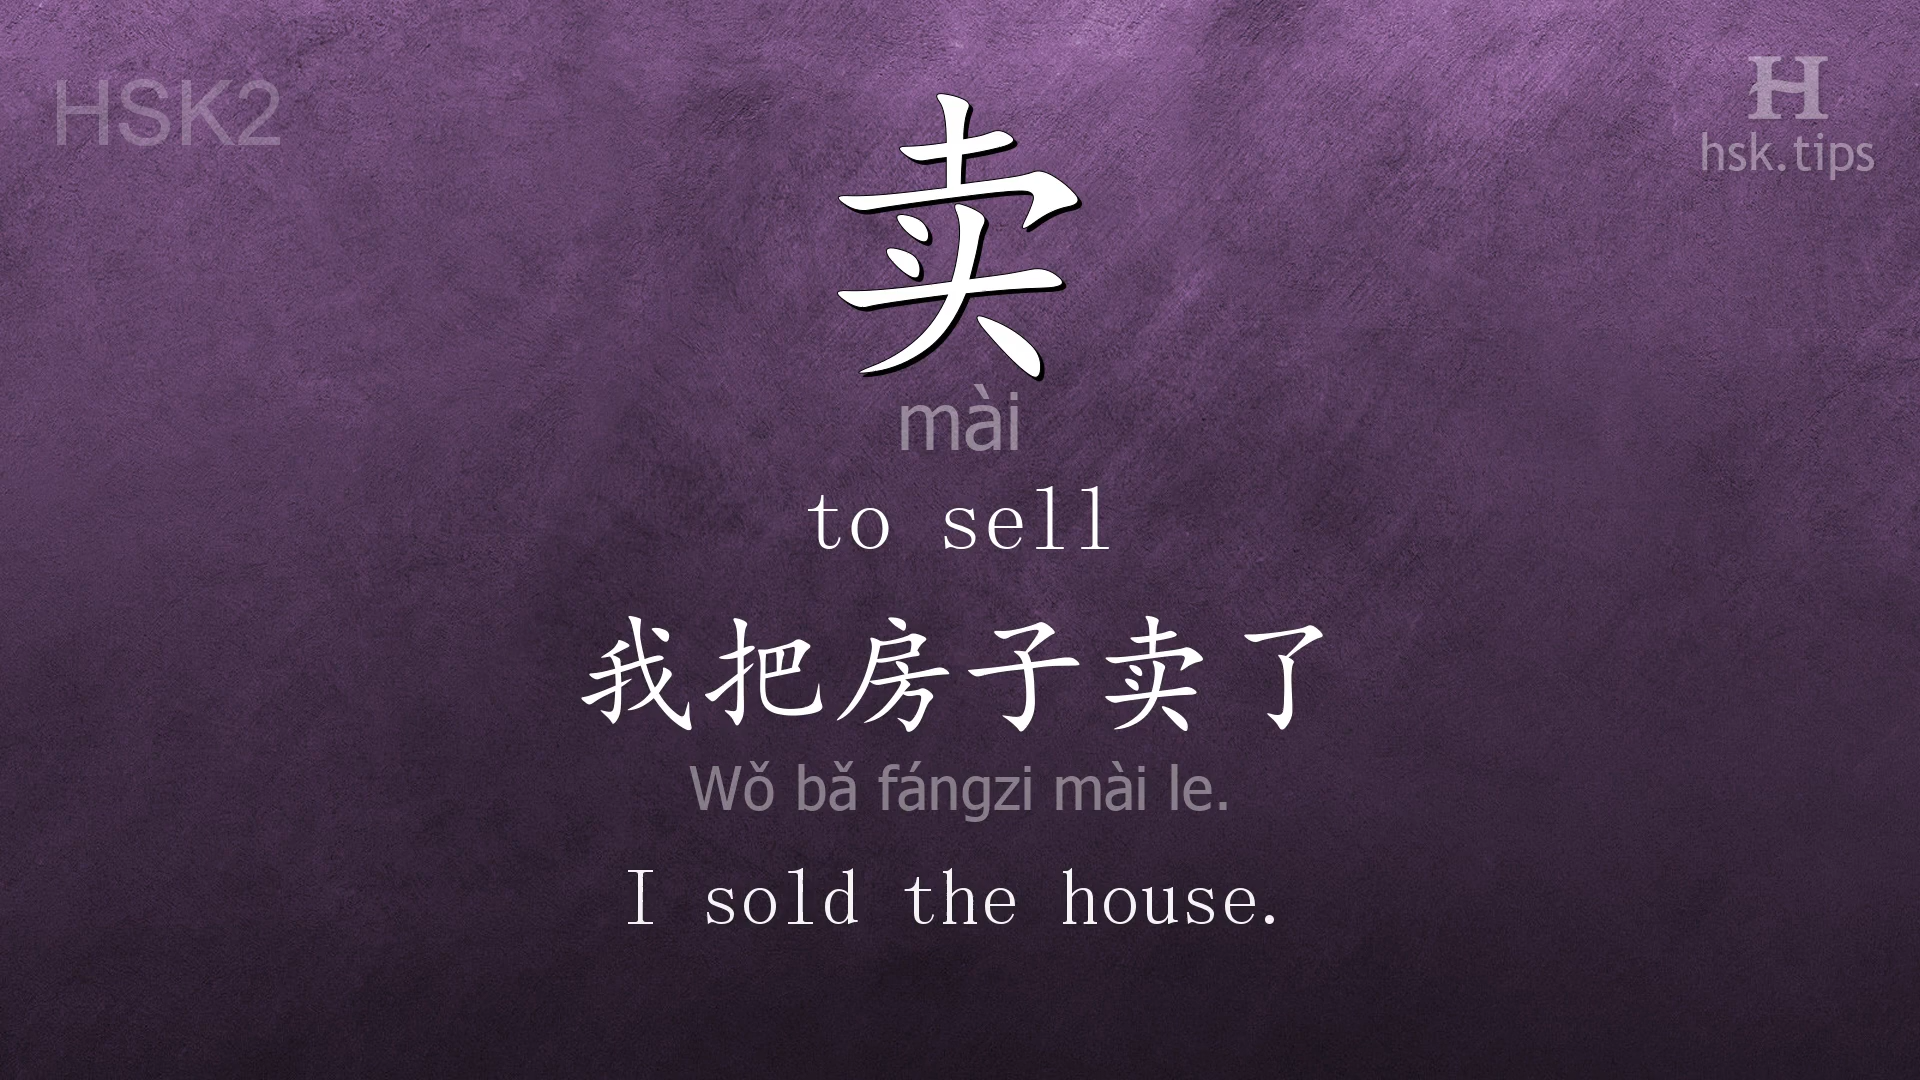 HSK2
H
hsk.tips
卖
mài
to sell
我把房子卖了
Wǒ bǎ fángzi mài le.
I sold the house.